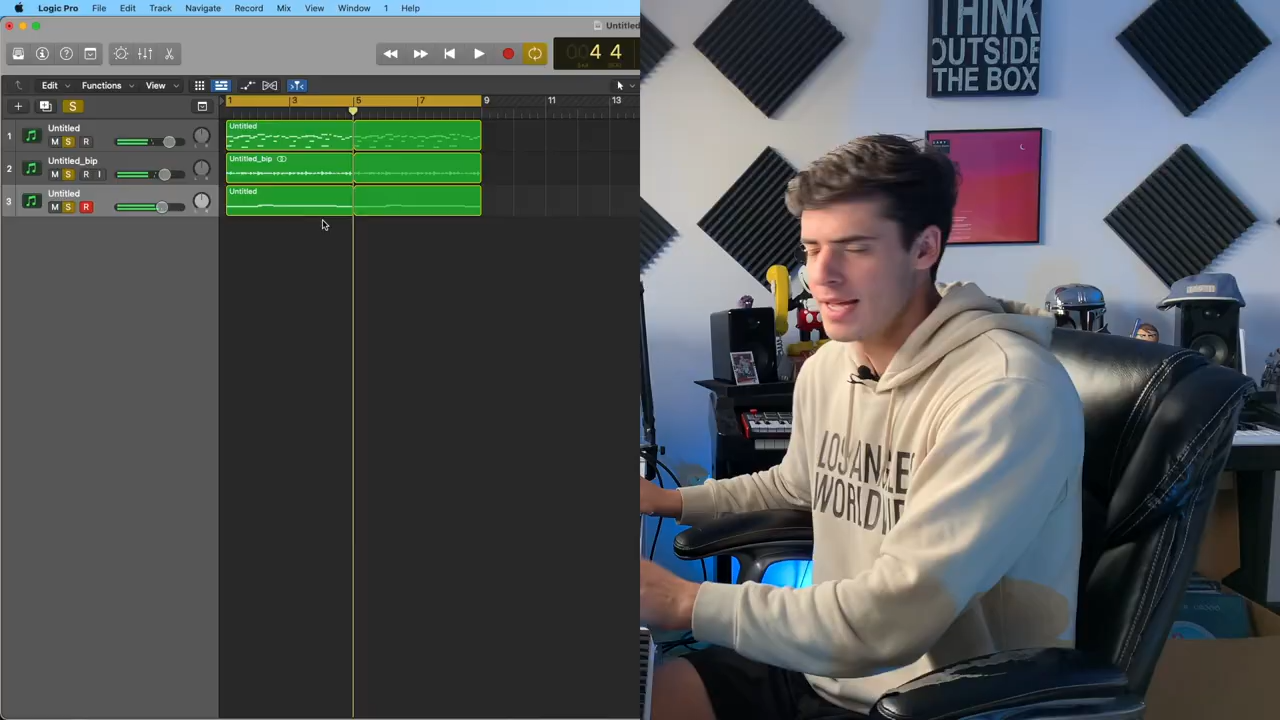 Logic Pro File Edit Track Navigate Record Mix View Window 1 Help
Untitled
4 4
Edit Functions View
S
1 3 5 7 9 11 13
1 Untitled
M S R
Untitled
2 Untitled_bip
M S R I
Untitled_bip
3 Untitled
M S R
Untitled
THINK
OUTSIDE
THE BOX
LOS ANGELE
WORLDWI